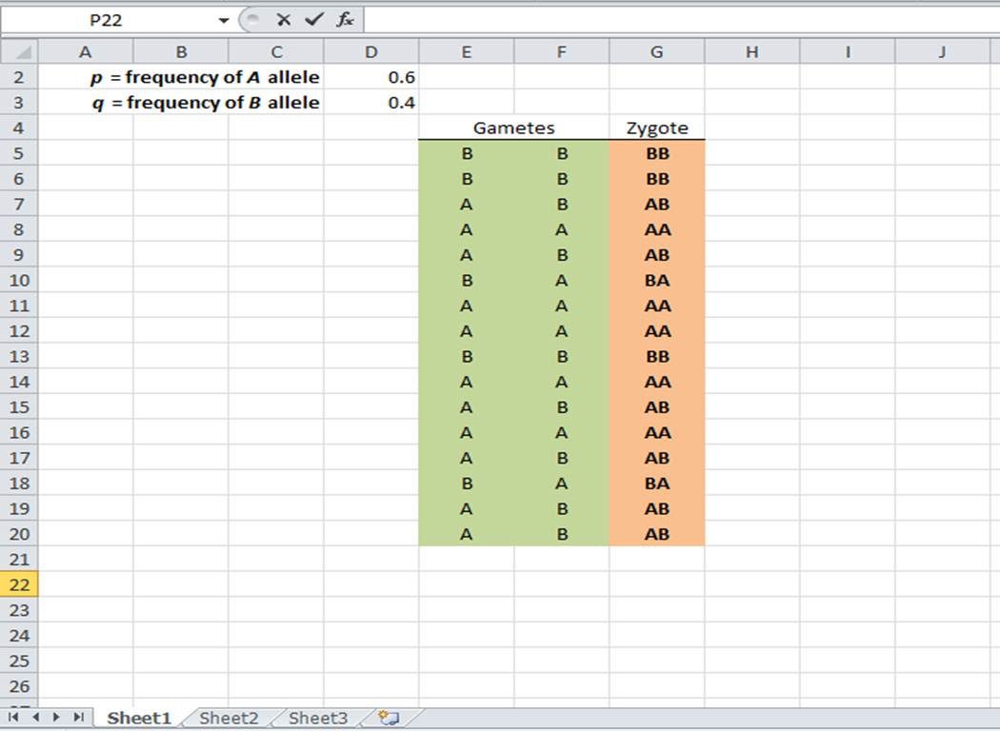 P22 fx
A B C D E F G H I J
2 p = frequency of A allele 0.6
3 q = frequency of B allele 0.4
4 Gametes Zygote
5 B B BB
6 B B BB
7 A B AB
8 A A AA
9 A B AB
10 B A BA
11 A A AA
12 A A AA
13 B B BB
14 A A AA
15 A B AB
16 A A AA
17 A B AB
18 B A BA
19 A B AB
20 A B AB
21
22
23
24
25
26
Sheet1 Sheet2 Sheet3